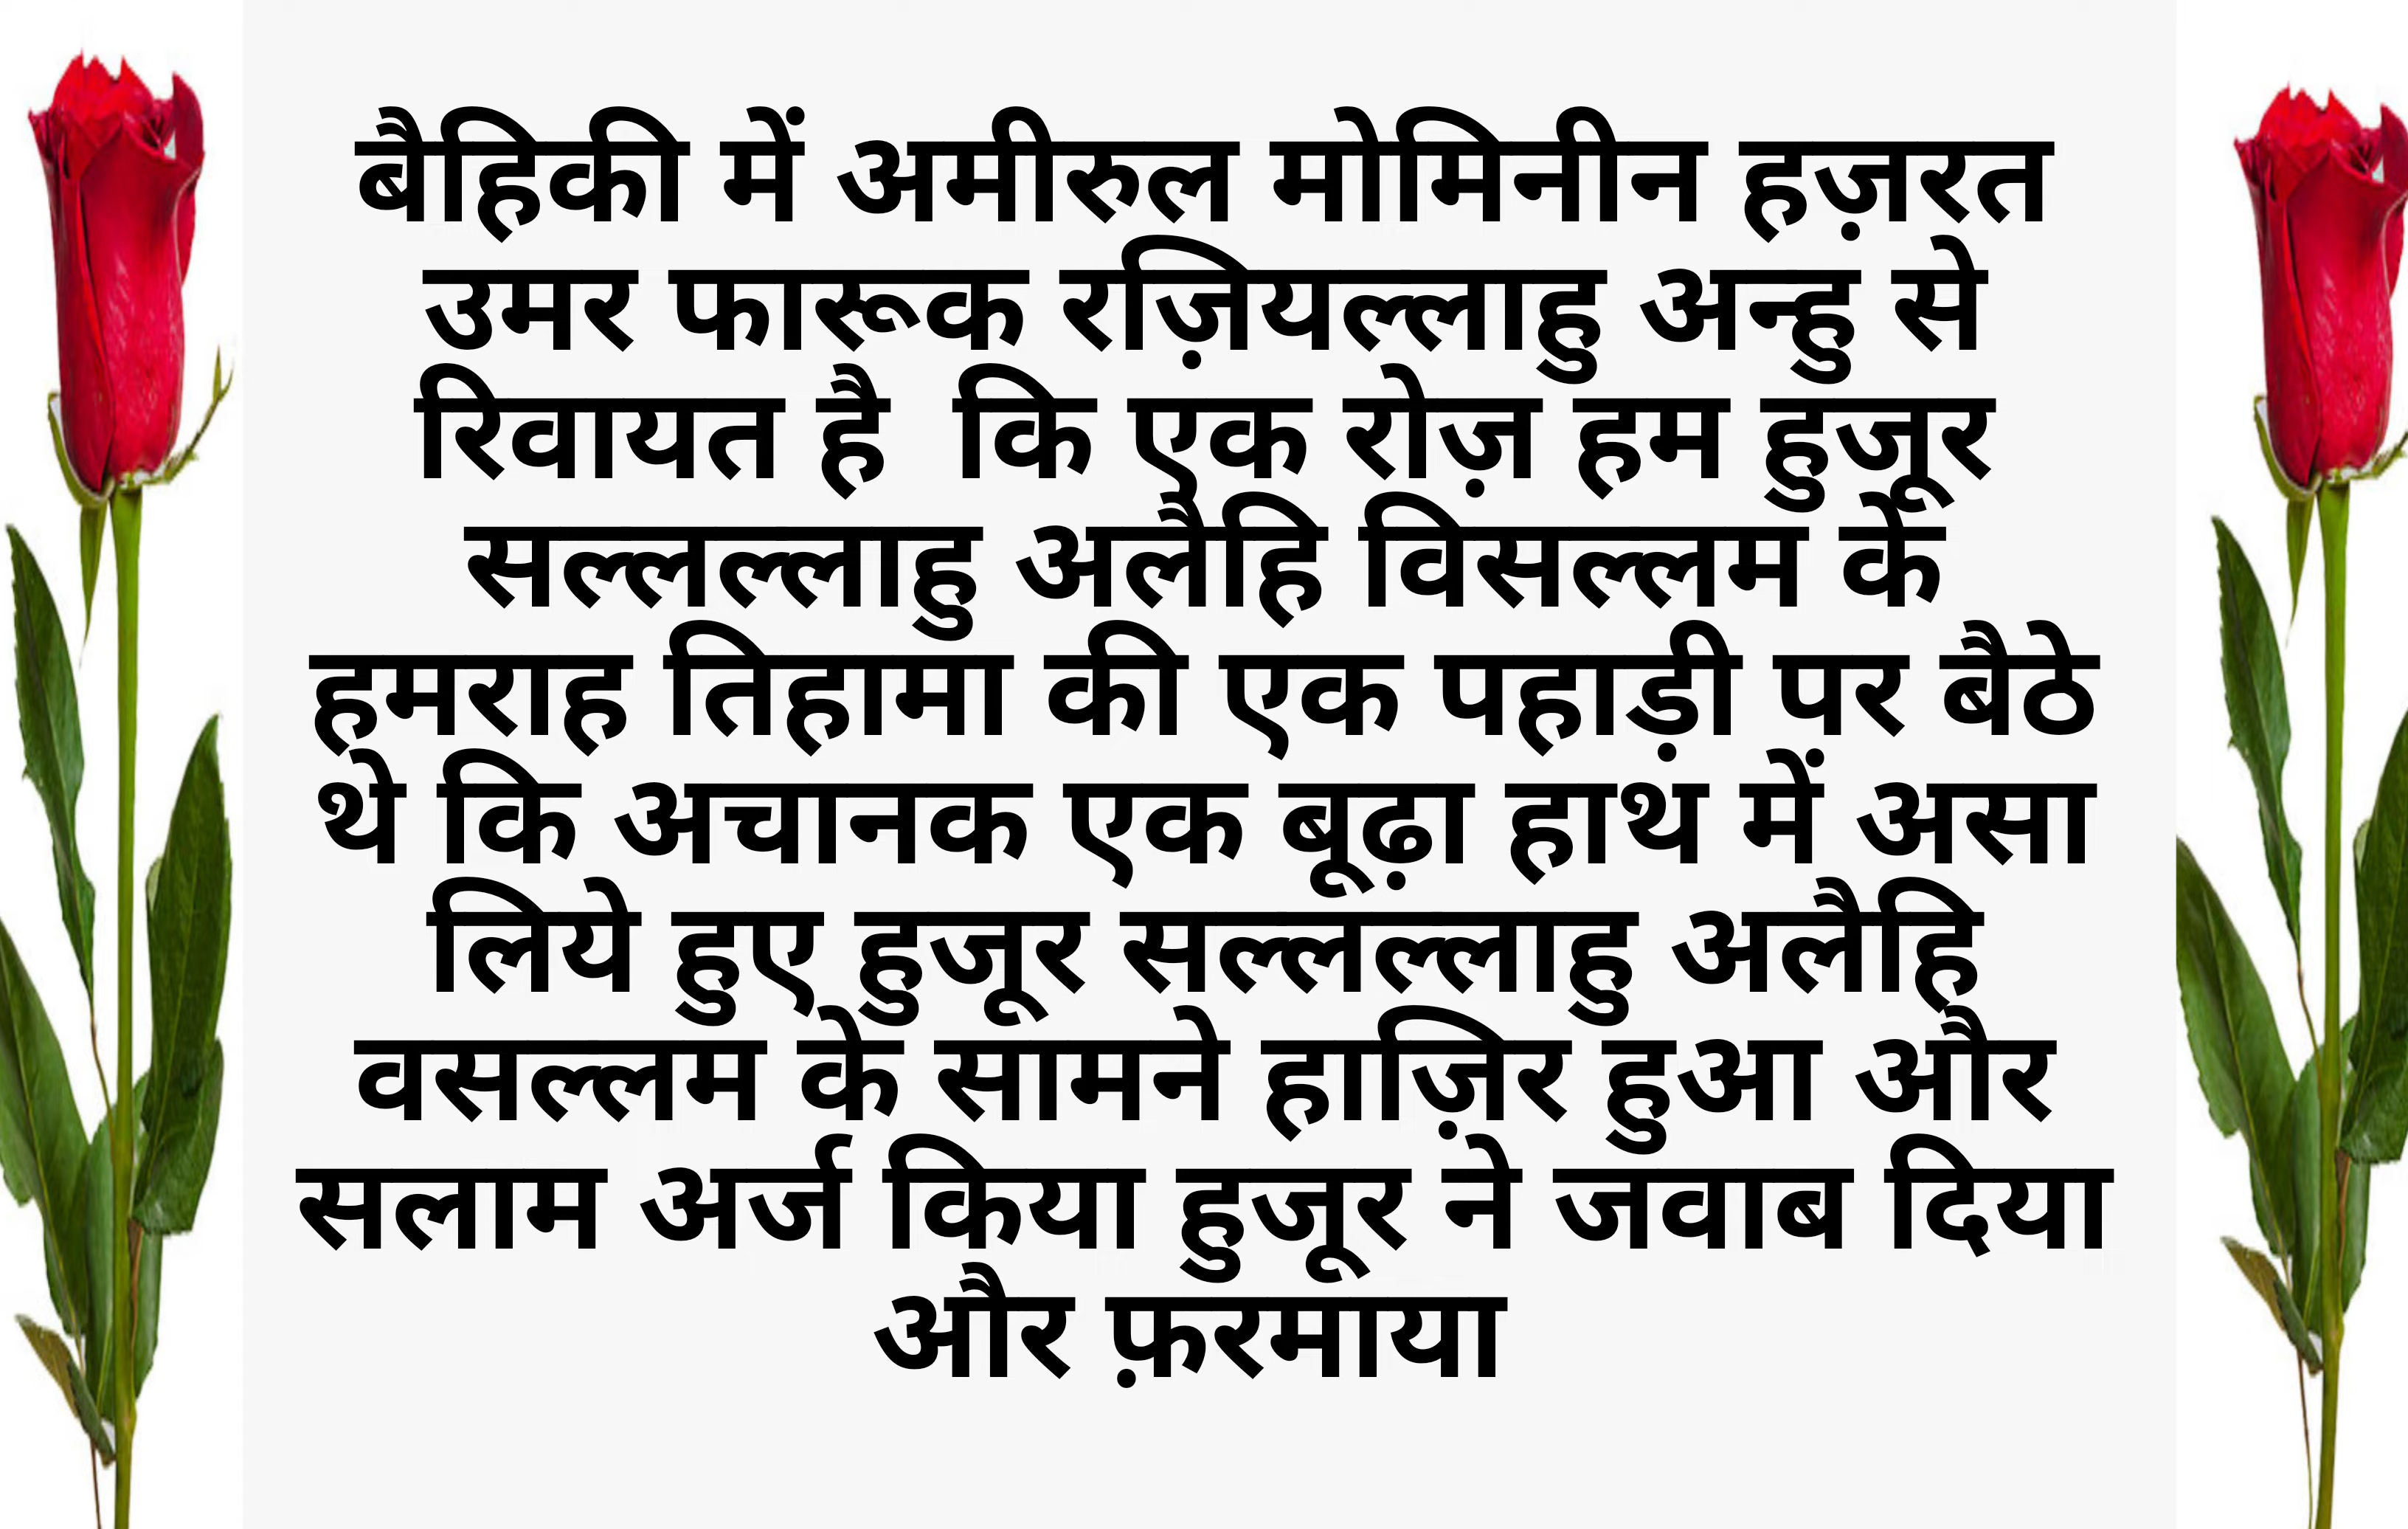 बैहिकी में अमीरुल मोमिनीन हज़रत
उमर फारूक रज़ियल्लाहु अन्हु से
रिवायत है  कि एक रोज़ हम हुजूर
सल्लल्लाहु अलैहि विसल्लम के
हमराह तिहामा की एक पहाड़ी पर बैठे
थे कि अचानक एक बूढ़ा हाथ में असा
लिये हुए हुजूर सल्लल्लाहु अलैहि
वसल्लम के सामने हाज़िर हुआ और
सलाम अर्ज किया हुजूर ने जवाब दिया
और फ़रमाया